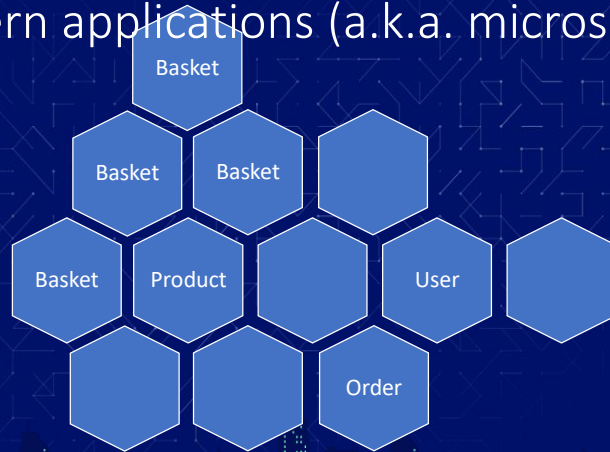 ern applications (a.k.a. micros
Basket
Basket Basket
Basket Product User
Order